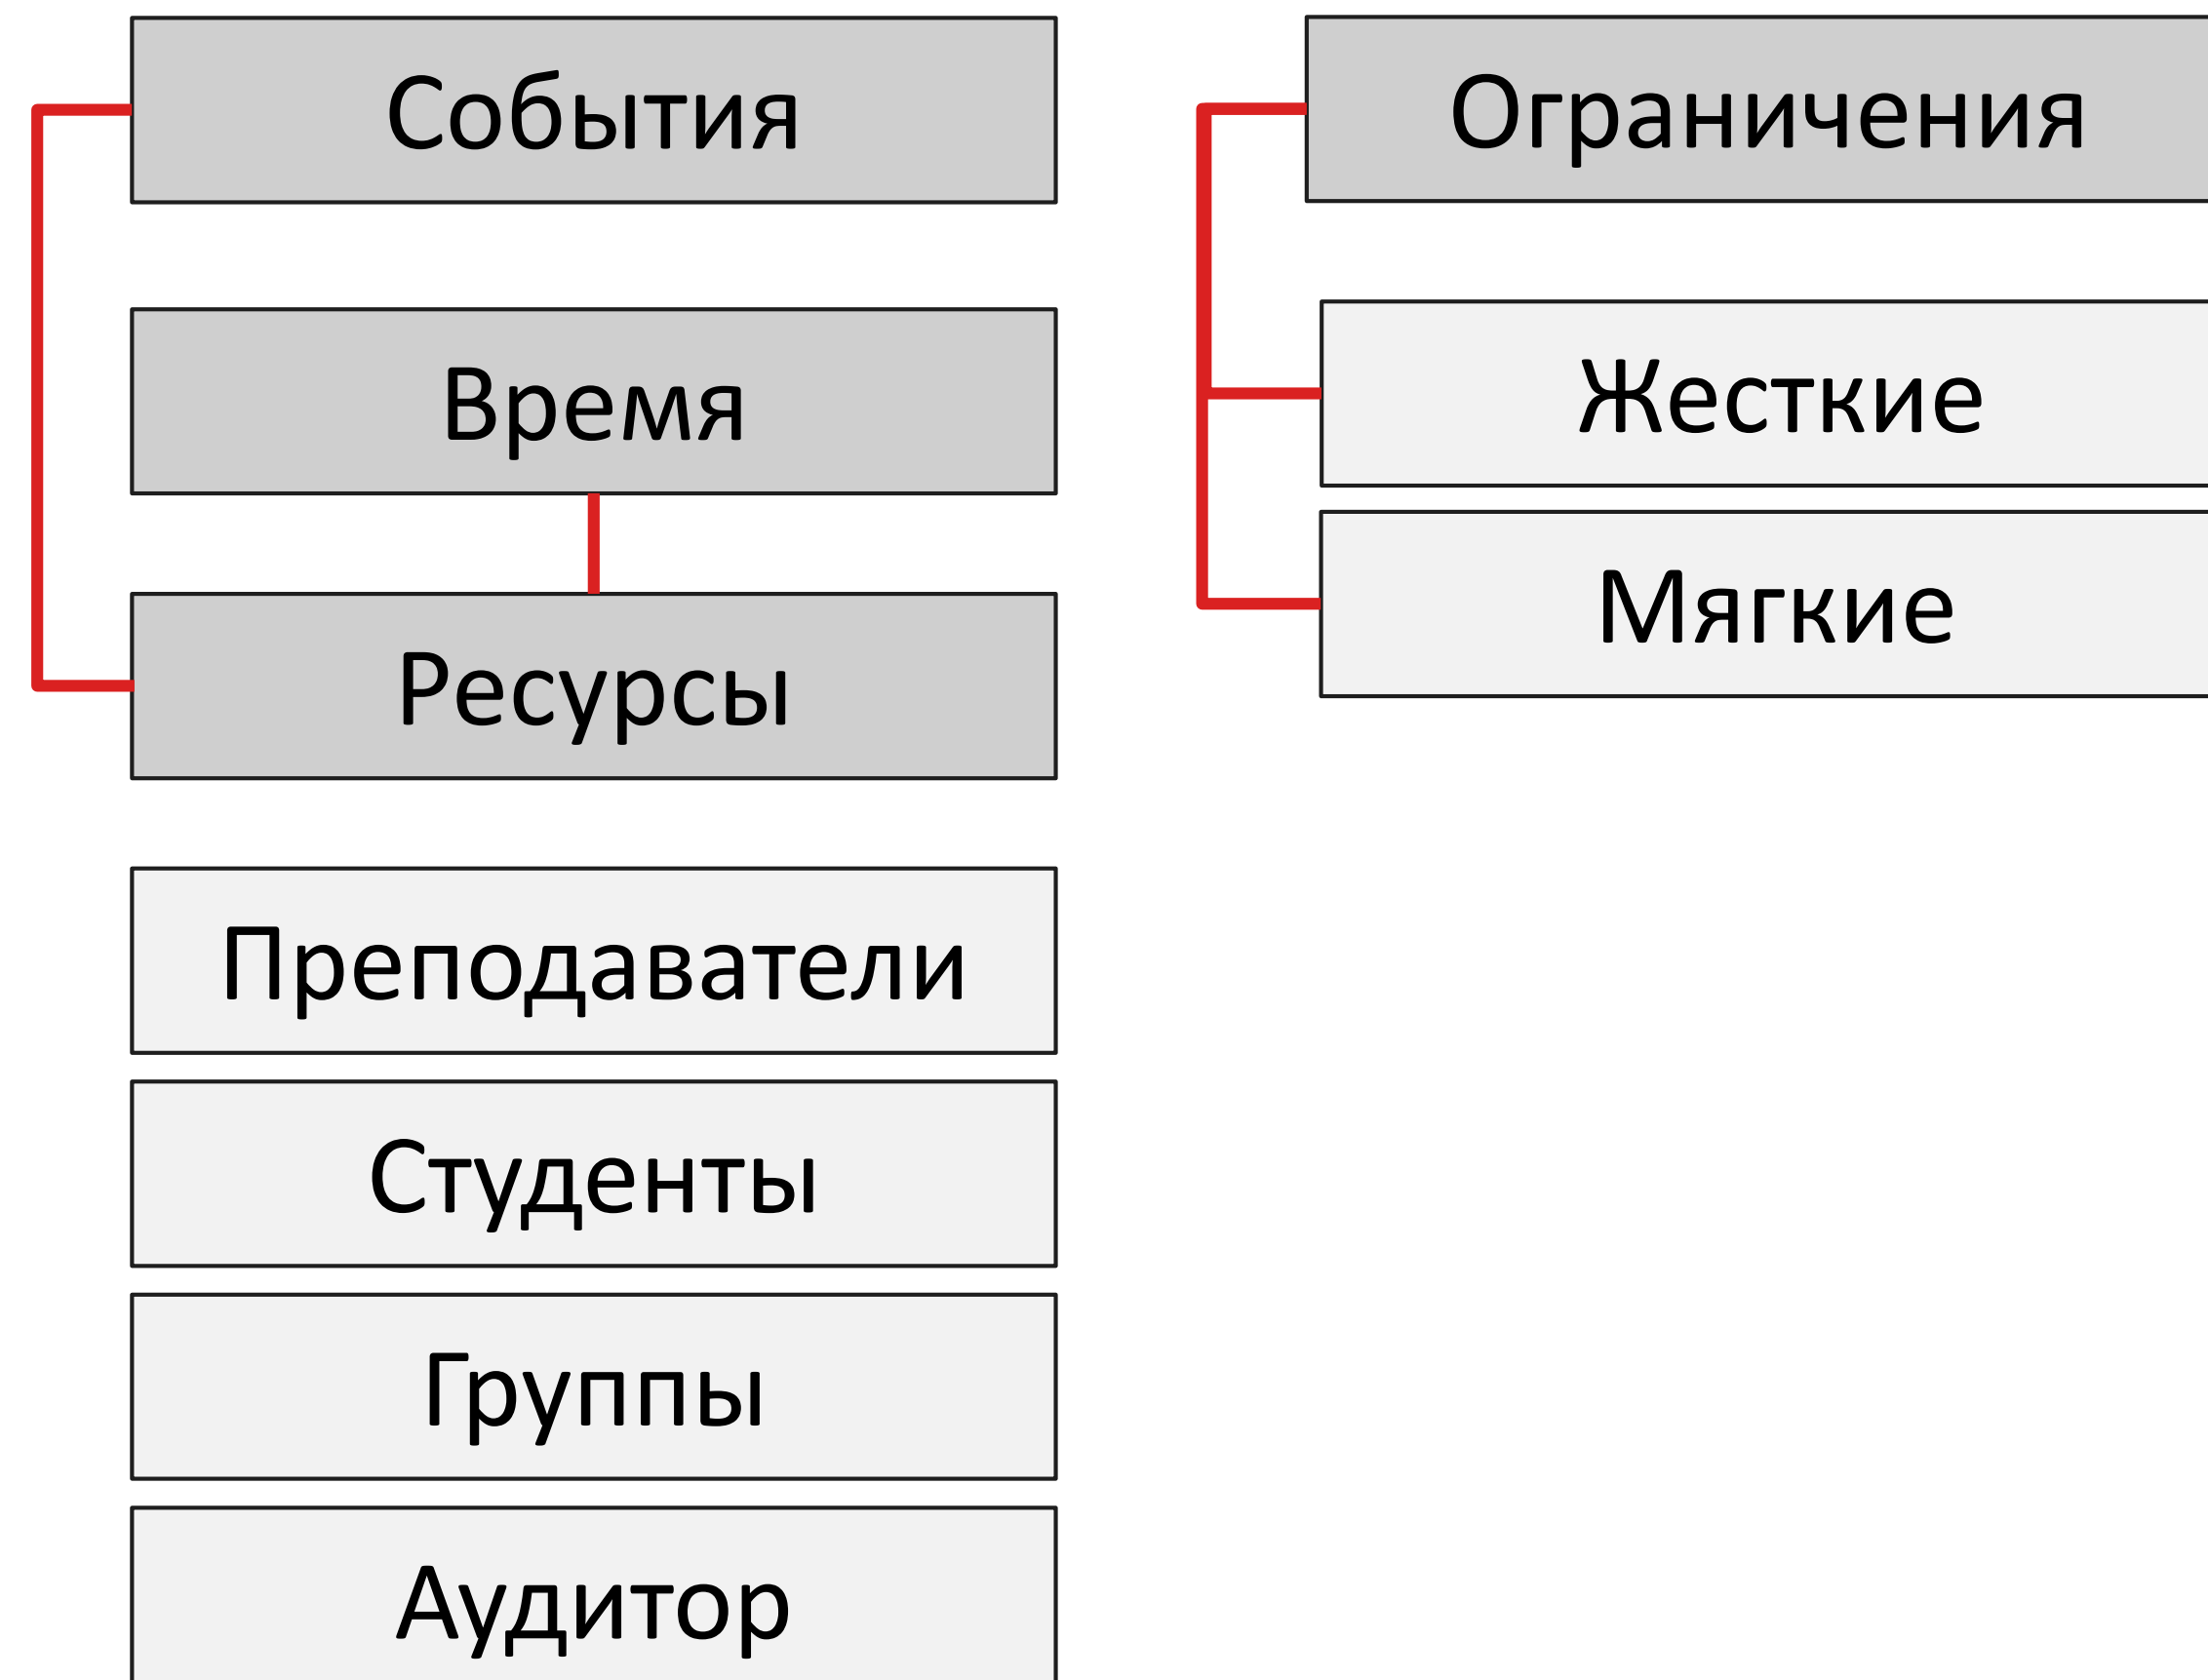 События
Время
Ресурсы
Преподаватели
Студенты
Группы
Аудитор
Ограничения
Жесткие
Мягкие